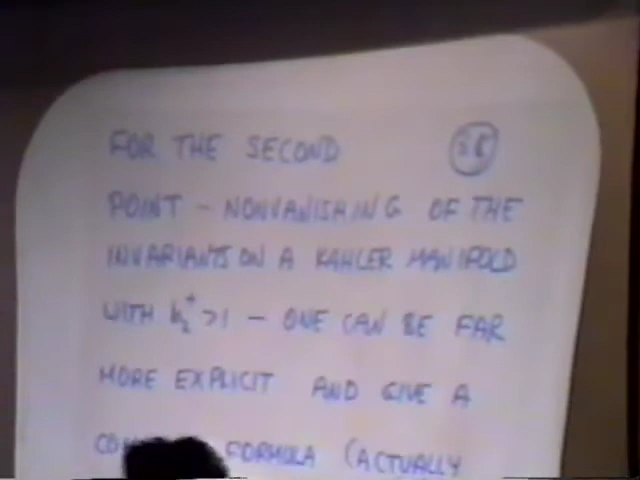 FOR THE SECOND
POINT - NONVANISHING OF THE
INVARIANTS ON A KAHLER MANIFOLD
WITH b₂⁺ > 1 - ONE CAN BE FAR
MORE EXPLICIT AND GIVE A
FORMULA (ACTUALLY